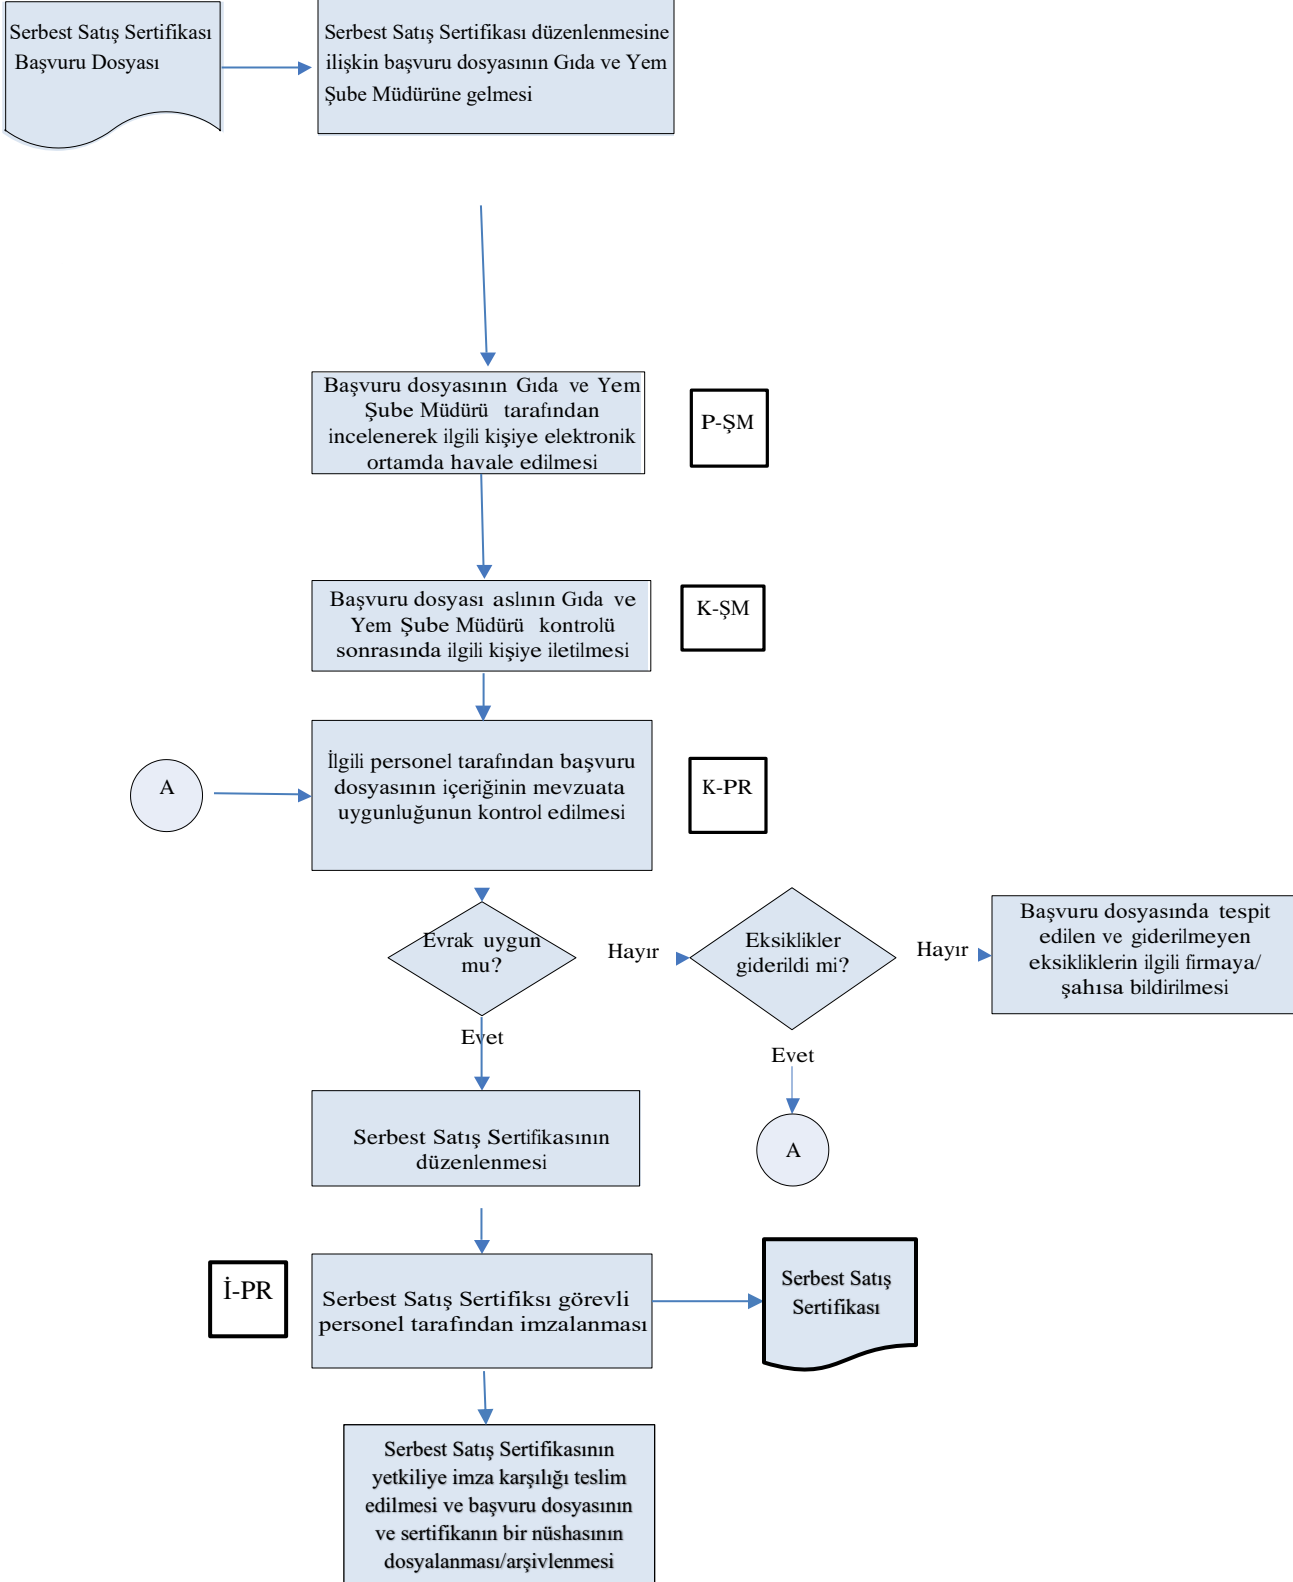 Serbest Satış Sertifikası
Başvuru Dosyası
Serbest Satış Sertifikası düzenlenmesine
ilişkin başvuru dosyasının Gıda ve Yem
Şube Müdürüne gelmesi
Başvuru dosyasının Gıda ve Yem
Şube Müdürü tarafından
incelenerek ilgili kişiye elektronik
ortamda havale edilmesi
P-ŞM
Başvuru dosyası aslının Gıda ve
Yem Şube Müdürü kontrolü
sonrasında ilgili kişiye iletilmesi
K-ŞM
A
İlgili personel tarafından başvuru
dosyasının içeriğinin mevzuata
uygunluğunun kontrol edilmesi
K-PR
Evrak uygun
mu?
Hayır
Eksiklikler
giderildi mi?
Hayır
Başvuru dosyasında tespit
edilen ve giderilmeyen
eksikliklerin ilgili firmaya/
şahısa bildirilmesi
Evet
Evet
Serbest Satış Sertifikasının
düzenlenmesi
A
İ-PR
Serbest Satış Sertifiksı görevli
personel tarafından imzalanması
Serbest Satış
Sertifikası
Serbest Satış Sertifikasının
yetkiliye imza karşılığı teslim
edilmesi ve başvuru dosyasının
ve sertifikanın bir nüshasının
dosyalanması/arşivlenmesi